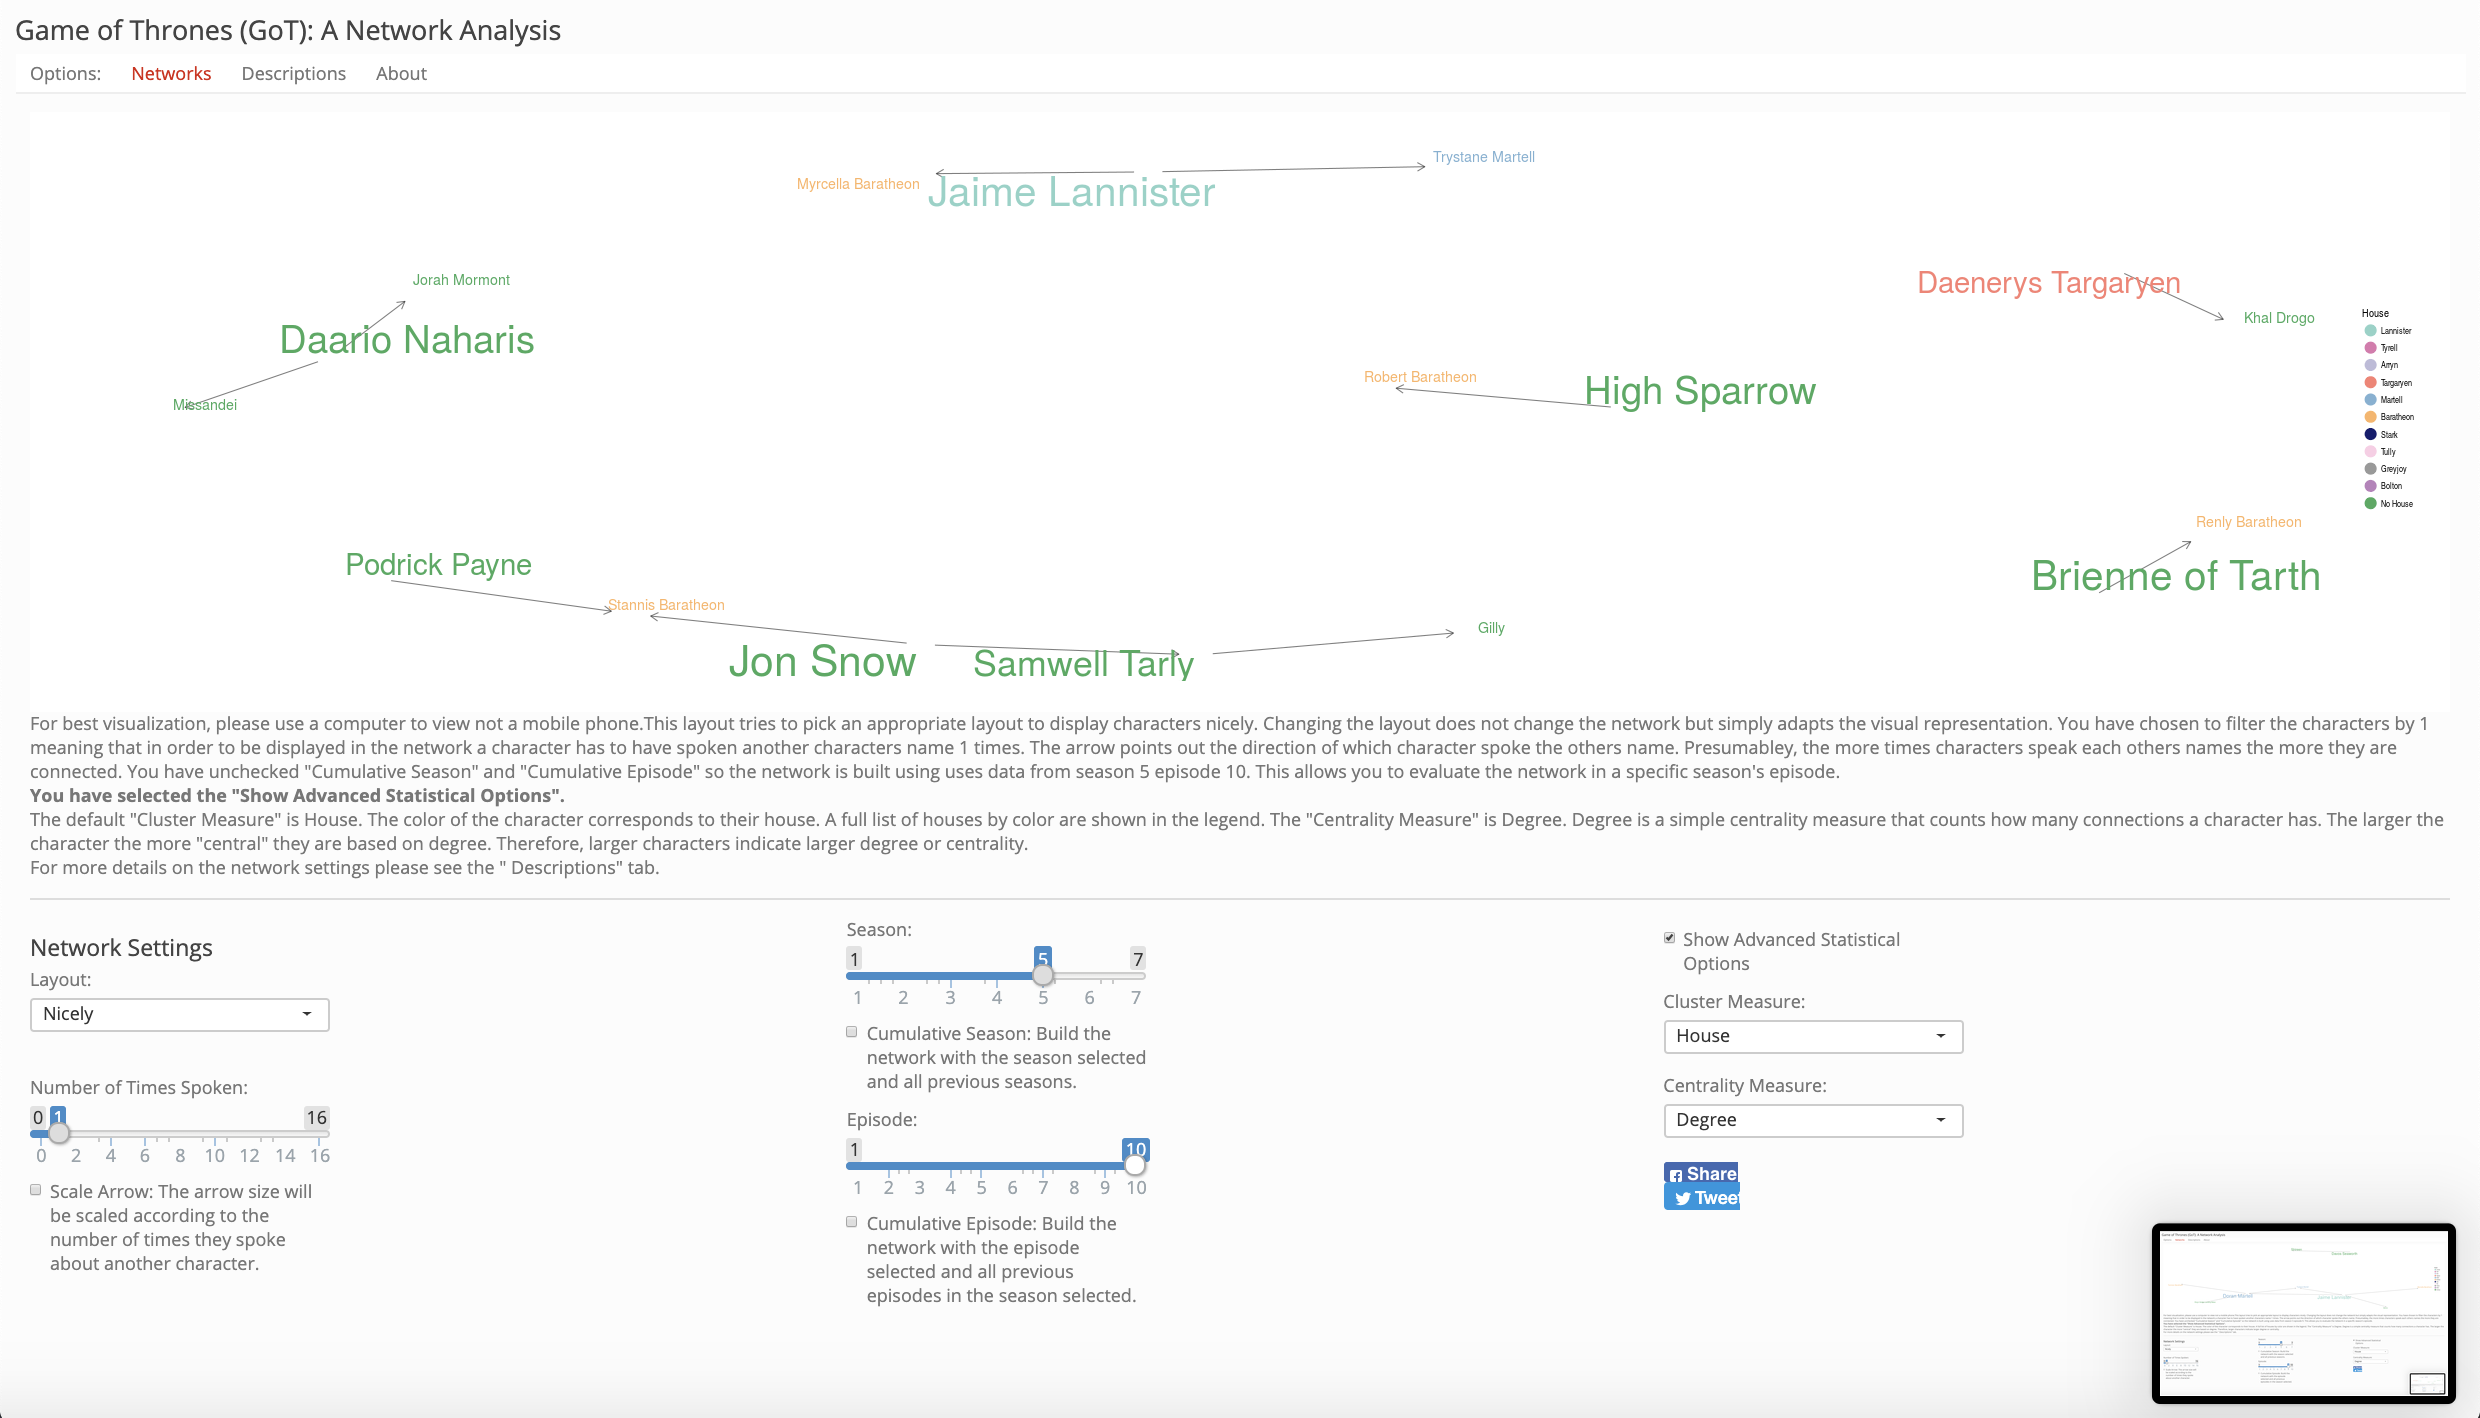 Game of Thrones (GoT): A Network Analysis
Options: Networks Descriptions About
Trystane Martell
Myrcella Baratheon
Jaime Lannister
Jorah Mormont
Daenerys Targaryen
Khal Drogo
House
Lannister
Tyrell
Arryn
Targaryen
Martell
Baratheon
Stark
Tully
Greyjoy
Bolton
No House
Daario Naharis
Robert Baratheon
High Sparrow
Missandei
Renly Baratheon
Podrick Payne
Brienne of Tarth
Stannis Baratheon
Gilly
Jon Snow
Samwell Tarly
For best visualization, please use a computer to view not a mobile phone.This layout tries to pick an appropriate layout to display characters nicely. Changing the layout does not change the network but simply adapts the visual representation. You have chosen to filter the characters by 1
meaning that in order to be displayed in the network a character has to have spoken another characters name 1 times. The arrow points out the direction of which character spoke the others name. Presumabley, the more times characters speak each others names the more they are
connected. You have unchecked "Cumulative Season" and "Cumulative Episode" so the network is built using uses data from season 5 episode 10. This allows you to evaluate the network in a specific season's episode.
You have selected the "Show Advanced Statistical Options".
The default "Cluster Measure" is House. The color of the character corresponds to their house. A full list of houses by color are shown in the legend. The "Centrality Measure" is Degree. Degree is a simple centrality measure that counts how many connections a character has. The larger the
character the more "central" they are based on degree. Therefore, larger characters indicate larger degree or centrality.
For more details on the network settings please see the " Descriptions" tab.
Network Settings
Layout:
Nicely
Number of Times Spoken:
0 1 16
0 2 4 6 8 10 12 14 16
Scale Arrow: The arrow size will
be scaled according to the
number of times they spoke
about another character.
Season:
1 5 7
1 2 3 4 5 6 7
Cumulative Season: Build the
network with the season selected
and all previous seasons.
Episode:
1 10
1 2 3 4 5 6 7 8 9 10
Cumulative Episode: Build the
network with the episode
selected and all previous
episodes in the season selected.
Show Advanced Statistical
Options
Cluster Measure:
House
Centrality Measure:
Degree
Share
Tweet